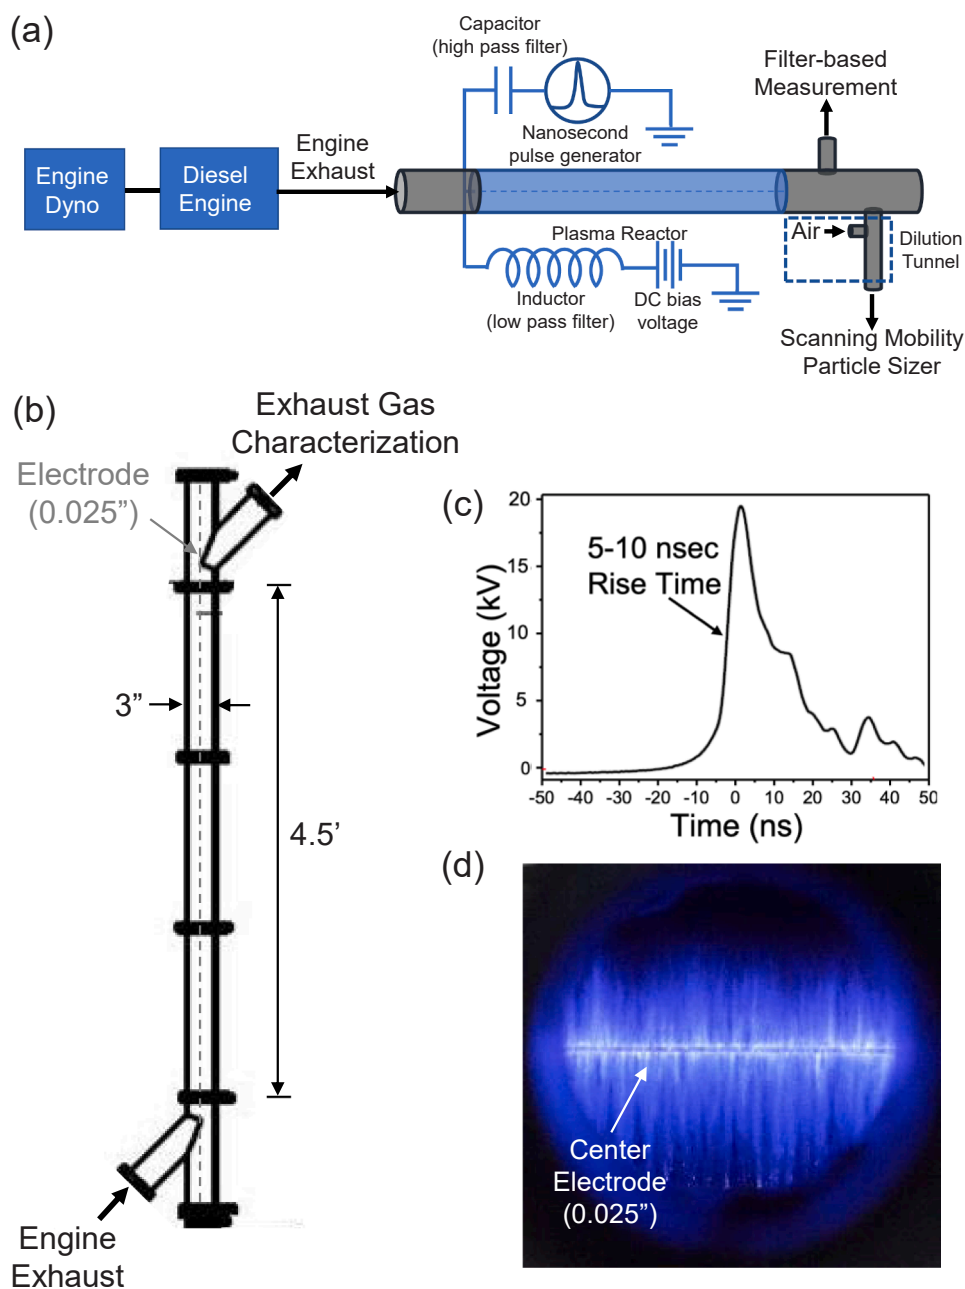 (a)
Capacitor
(high pass filter)
Filter-based
Measurement
Engine
Exhaust
Nanosecond
pulse generator
Engine
Dyno
Diesel
Engine
Plasma Reactor
Air
Dilution
Tunnel
Inductor
(low pass filter)
DC bias
voltage
Scanning Mobility
Particle Sizer
(b)
Exhaust Gas
Characterization
Electrode
(0.025”)
3”
4.5’
Engine
Exhaust
(c)
20
15
10
5
0
Voltage (kV)
5-10 nsec
Rise Time
-50 -40 -30 -20 -10 0 10 20 30 40 50
Time (ns)
(d)
Center
Electrode
(0.025”)